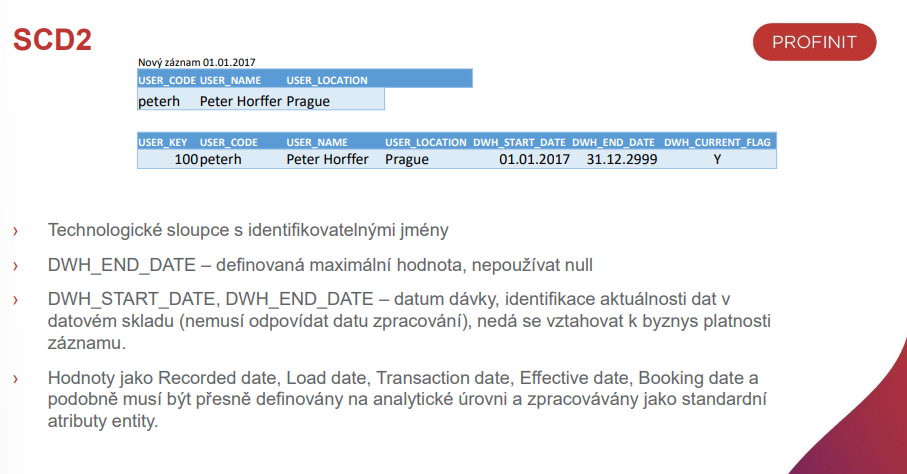 SCD2
PROFINIT
Nový záznam 01.01.2017
USER_CODE USER_NAME USER_LOCATION
peterh Peter Horffer Prague
USER_KEY USER_CODE USER_NAME USER_LOCATION DWH_START_DATE DWH_END_DATE DWH_CURRENT_FLAG
100 peterh Peter Horffer Prague 01.01.2017 31.12.2999 Y
› Technologické sloupce s identifikovatelnými jmény
› DWH_END_DATE – definovaná maximální hodnota, nepoužívat null
› DWH_START_DATE, DWH_END_DATE – datum dávky, identifikace aktuálnosti dat v
datovém skladu (nemusí odpovídat datu zpracování), nedá se vztahovat k byznys platnosti
záznamu.
› Hodnoty jako Recorded date, Load date, Transaction date, Effective date, Booking date a
podobně musí být přesně definovány na analytické úrovni a zpracovávány jako standardní
atributy entity.